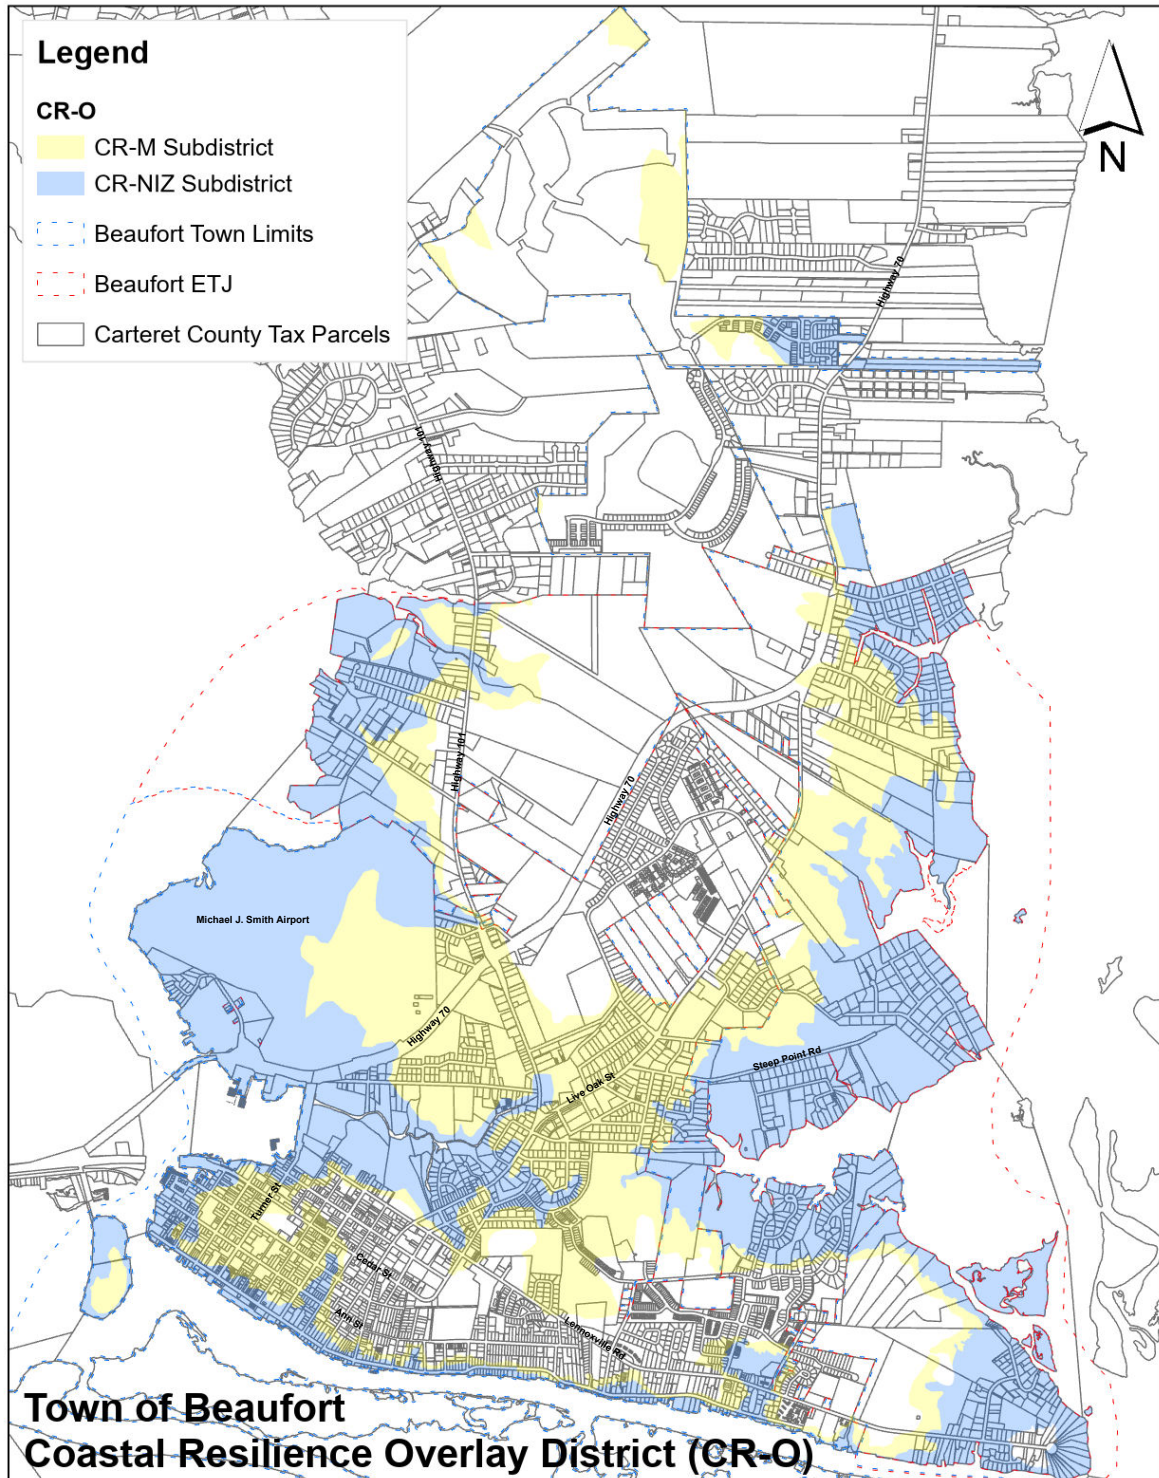 Legend
CR-O
CR-M Subdistrict
CR-NIZ Subdistrict
Beaufort Town Limits
Beaufort ETJ
Carteret County Tax Parcels
N
Highway 70
Highway 101
Highway 101
Highway 70
Michael J. Smith Airport
Highway 70
Steep Point Rd
Live Oak St
Turner St
Cedar St
Ann St
Lennoxville Rd
Town of Beaufort
Coastal Resilience Overlay District (CR-O)